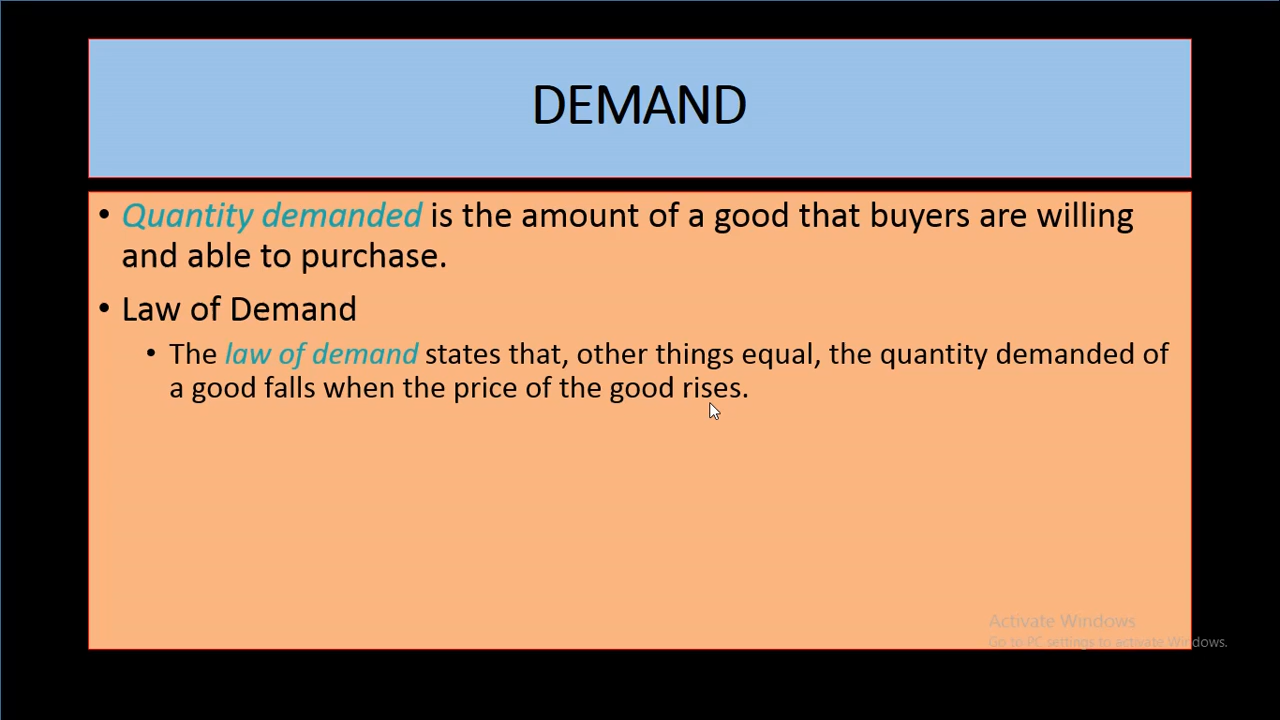 DEMAND
• Quantity demanded is the amount of a good that buyers are willing
and able to purchase.
• Law of Demand
• The law of demand states that, other things equal, the quantity demanded of
a good falls when the price of the good rises.
Activate Windows
Go to PC settings to activate Windows.